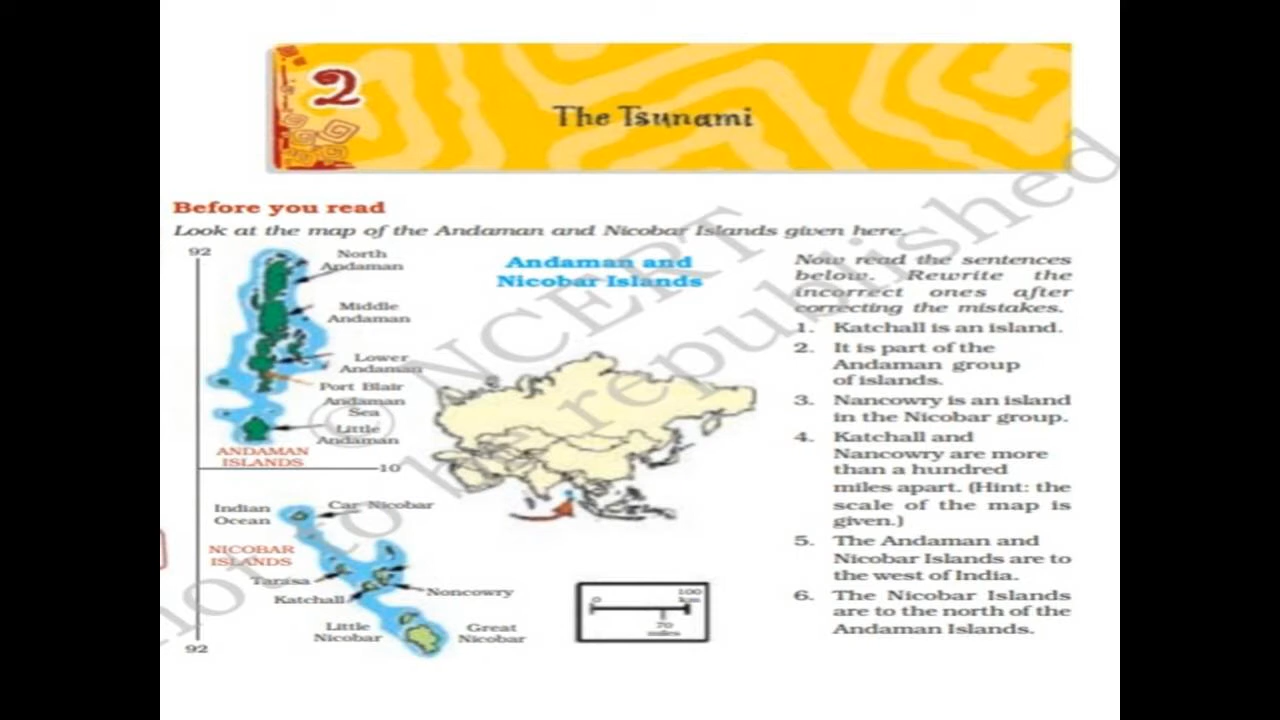 2
The Tsunami
Before you read
Look at the map of the Andaman and Nicobar Islands given here.
92
North
Andaman
Middle
Andaman
Lower
Andaman
Port Blair
Andaman
Sea
Little
Andaman
ANDAMAN
ISLANDS
10
Indian
Ocean
Car Nicobar
NICOBAR
ISLANDS
Tarasa
Katchall
Noncowry
Little
Nicobar
Great
Nicobar
92
Andaman and
Nicobar Islands
0
100
km
70
miles
Now read the sentences
below. Rewrite the
incorrect ones after
correcting the mistakes.
1. Katchall is an island.
2. It is part of the
Andaman group
of islands.
3. Nancowry is an island
in the Nicobar group.
4. Katchall and
Nancowry are more
than a hundred
miles apart. (Hint: the
scale of the map is
given.)
5. The Andaman and
Nicobar Islands are to
the west of India.
6. The Nicobar Islands
are to the north of the
Andaman Islands.
© NCERT
not to be republished